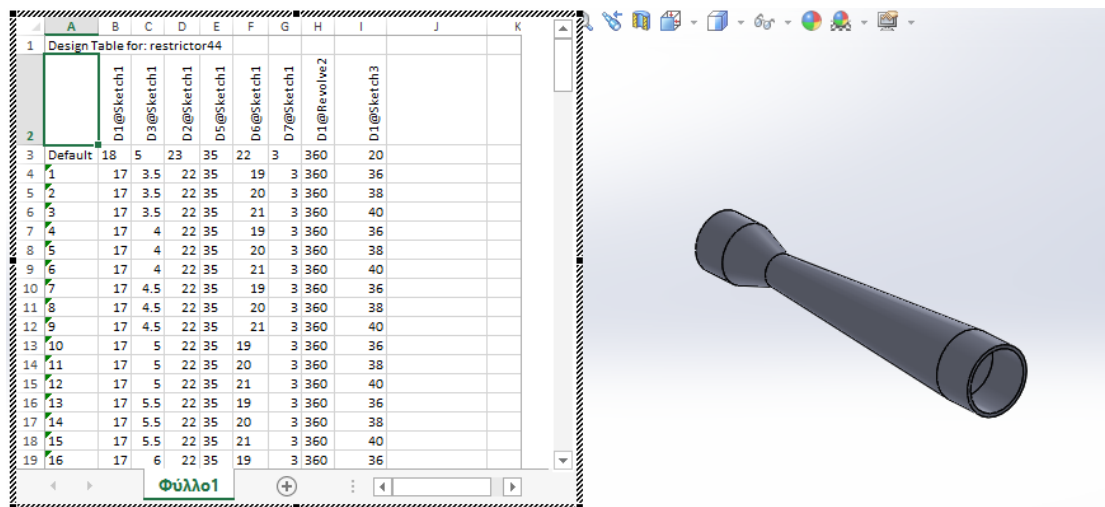 A B C D E F G H I J K
1 Design Table for: restrictor44
2 D1@Sketch1 D3@Sketch1 D2@Sketch1 D5@Sketch1 D6@Sketch1 D7@Sketch1 D1@Revolve2 D1@Sketch3
3 Default 18 5 23 35 22 3 360 20
4 1 17 3.5 22 35 19 3 360 36
5 2 17 3.5 22 35 20 3 360 38
6 3 17 3.5 22 35 21 3 360 40
7 4 17 4 22 35 19 3 360 36
8 5 17 4 22 35 20 3 360 38
9 6 17 4 22 35 21 3 360 40
10 7 17 4.5 22 35 19 3 360 36
11 8 17 4.5 22 35 20 3 360 38
12 9 17 4.5 22 35 21 3 360 40
13 10 17 5 22 35 19 3 360 36
14 11 17 5 22 35 20 3 360 38
15 12 17 5 22 35 21 3 360 40
16 13 17 5.5 22 35 19 3 360 36
17 14 17 5.5 22 35 20 3 360 38
18 15 17 5.5 22 35 21 3 360 40
19 16 17 6 22 35 19 3 360 36
Φύλλο1